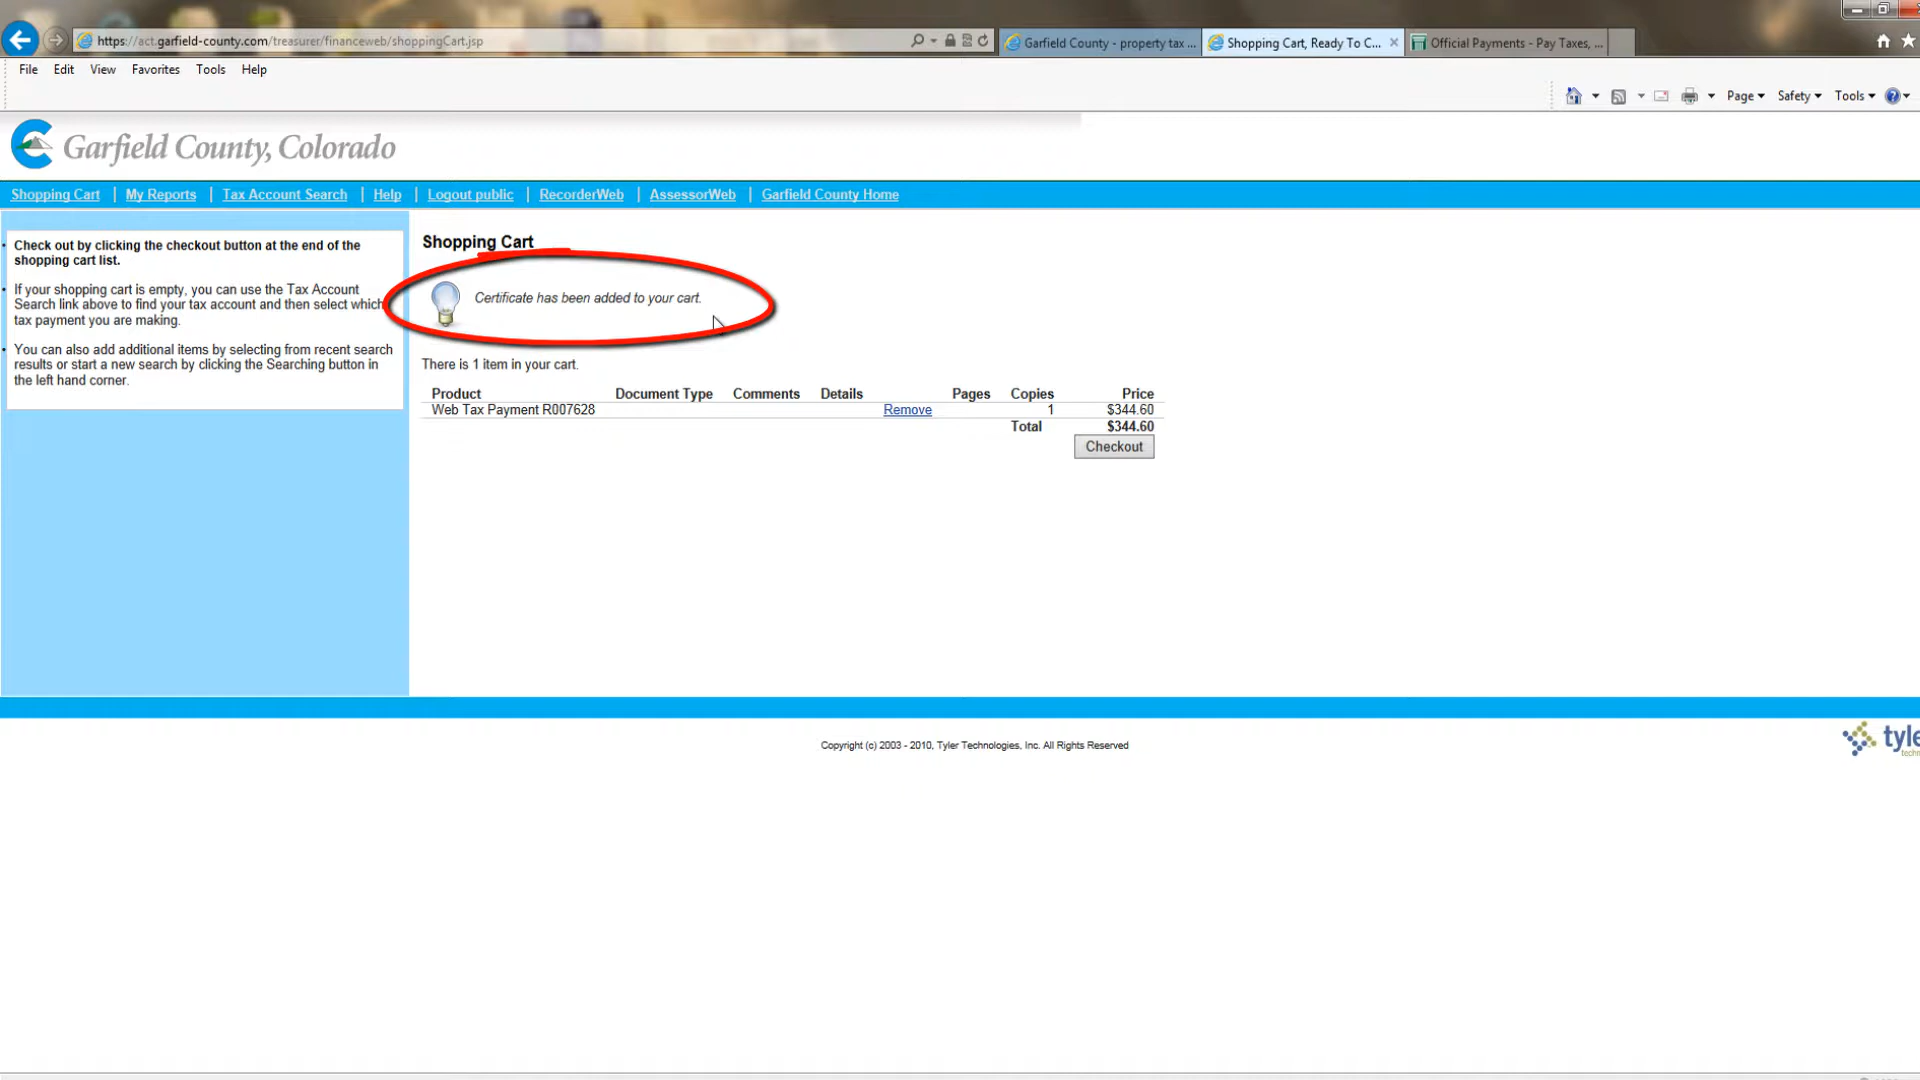 https://act.garfield-county.com/treasurer/financeweb/shoppingCart.jsp
Garfield County - property tax ...
Shopping Cart, Ready To C...
Official Payments - Pay Taxes, ...
File Edit View Favorites Tools Help
Page Safety Tools
Garfield County, Colorado
Shopping Cart | My Reports | Tax Account Search | Help | Logout public | RecorderWeb | AssessorWeb | Garfield County Home
Check out by clicking the checkout button at the end of the
shopping cart list.
If your shopping cart is empty, you can use the Tax Account
Search link above to find your tax account and then select which
tax payment you are making.
You can also add additional items by selecting from recent search
results or start a new search by clicking the Searching button in
the left hand corner.
Shopping Cart
Certificate has been added to your cart.
There is 1 item in your cart.
Product Document Type Comments Details Pages Copies Price
Web Tax Payment R007628 Remove 1 $344.60
Total $344.60
Checkout
Copyright (c) 2003 - 2010, Tyler Technologies, Inc. All Rights Reserved
tyle
techn